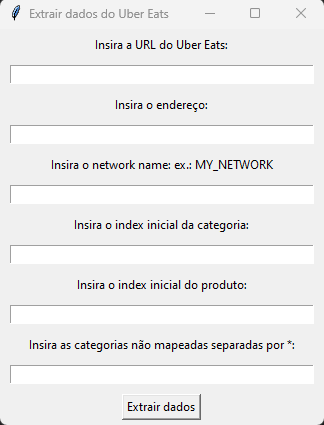 Extrair dados do Uber Eats
Insira a URL do Uber Eats:
Insira o endereço:
Insira o network name: ex.: MY_NETWORK
Insira o index inicial da categoria:
Insira o index inicial do produto:
Insira as categorias não mapeadas separadas por *:
Extrair dados